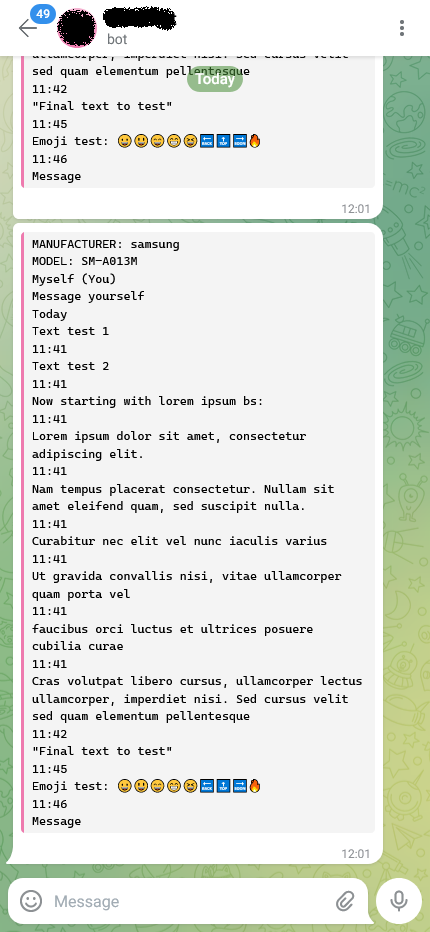 49
bot
ullamcorper, imperdiet nisi. Sed cursus velit
sed quam elementum pellentesque
Today
11:42
"Final text to test"
11:45
Emoji test: 😀😃😄😁😆🔙🔝🔜🔥
11:46
Message
12:01
MANUFACTURER: samsung
MODEL: SM-A013M
Myself (You)
Message yourself
Today
Text test 1
11:41
Text test 2
11:41
Now starting with lorem ipsum bs:
11:41
Lorem ipsum dolor sit amet, consectetur
adipiscing elit.
11:41
Nam tempus placerat consectetur. Nullam sit
amet eleifend quam, sed suscipit nulla.
11:41
Curabitur nec elit vel nunc iaculis varius
11:41
Ut gravida convallis nisi, vitae ullamcorper
quam porta vel
11:41
faucibus orci luctus et ultrices posuere
cubilia curae
11:41
Cras volutpat libero cursus, ullamcorper lectus
ullamcorper, imperdiet nisi. Sed cursus velit
sed quam elementum pellentesque
11:42
"Final text to test"
11:45
Emoji test: 😀😃😄😁😆🔙🔝🔜🔥
11:46
Message
12:01
Message